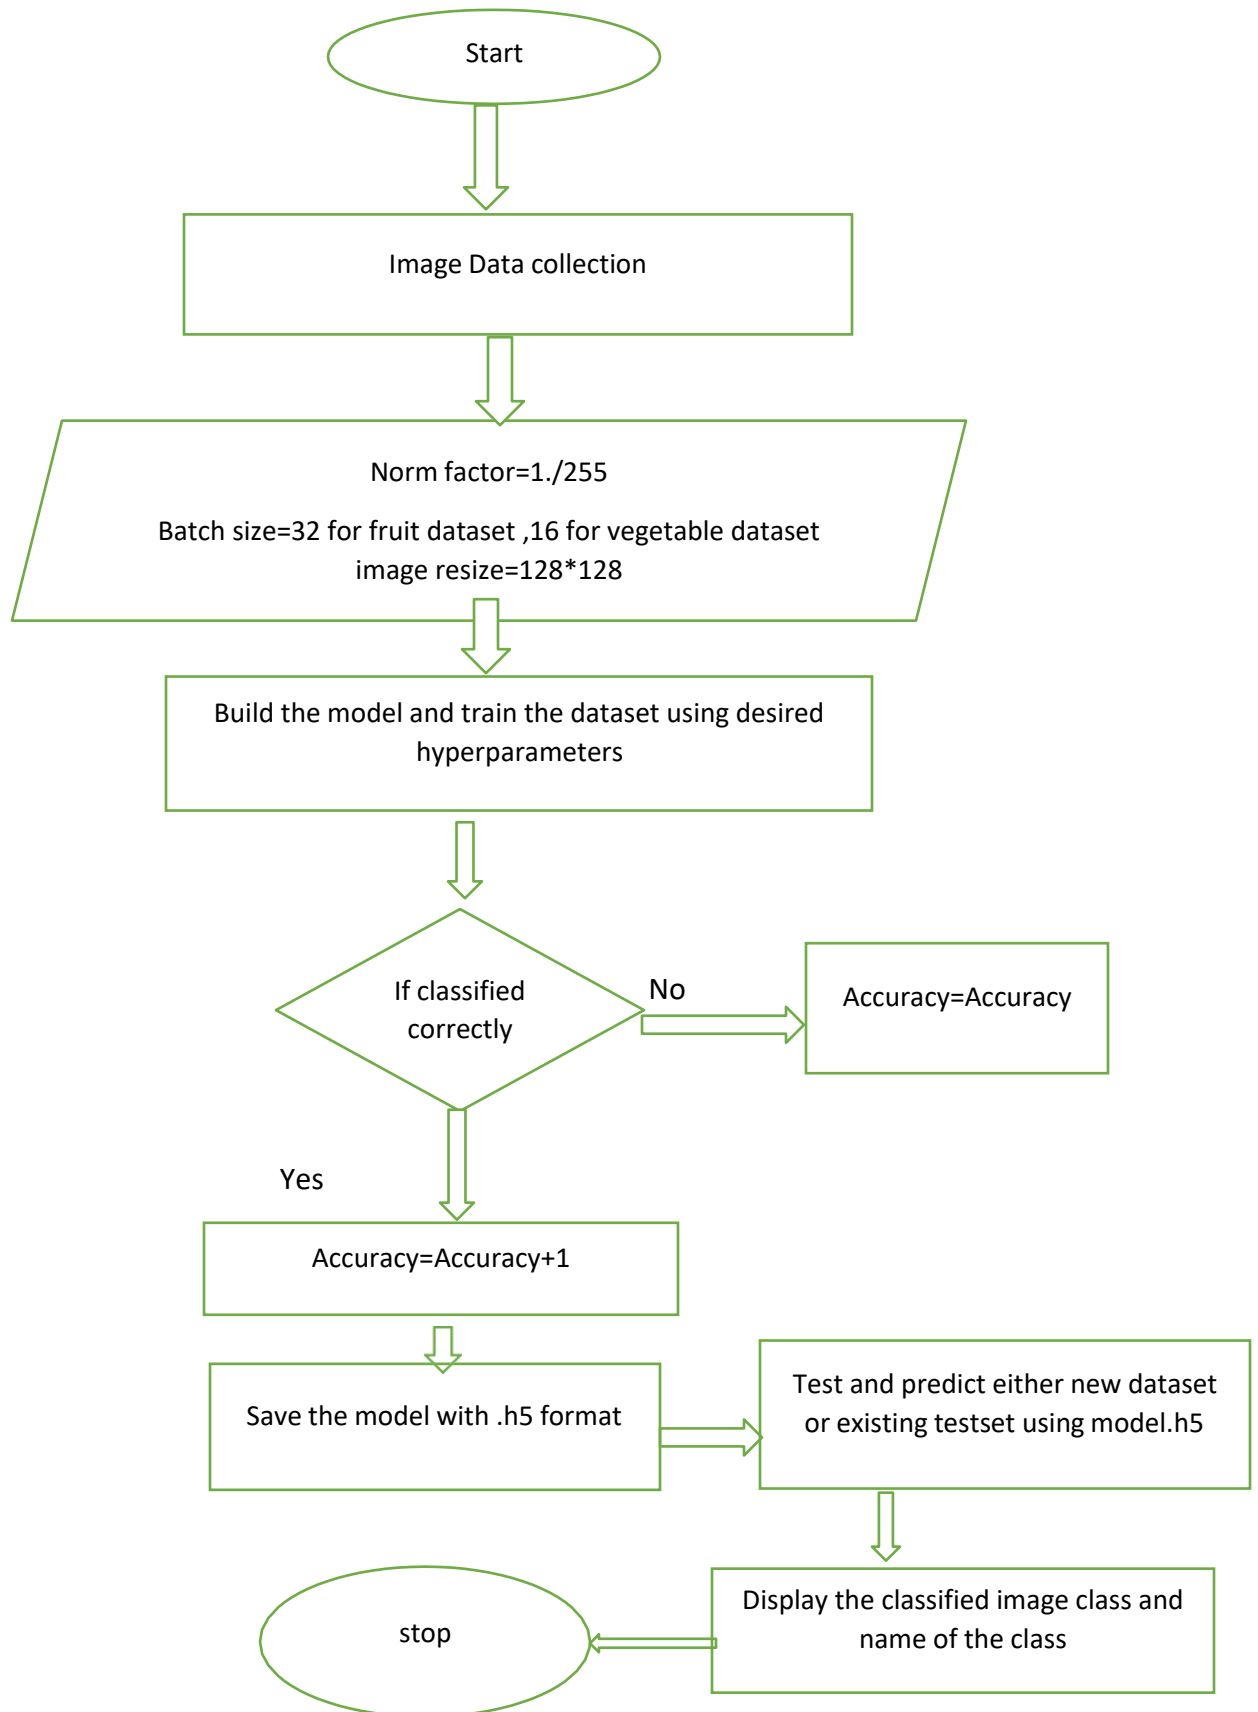 Start
Image Data collection
Norm factor=1./255
Batch size=32 for fruit dataset ,16 for vegetable dataset
image resize=128*128
Build the model and train the dataset using desired
hyperparameters
If classified
correctly
No
Accuracy=Accuracy
Yes
Accuracy=Accuracy+1
Save the model with .h5 format
Test and predict either new dataset
or existing testset using model.h5
Display the classified image class and
name of the class
stop